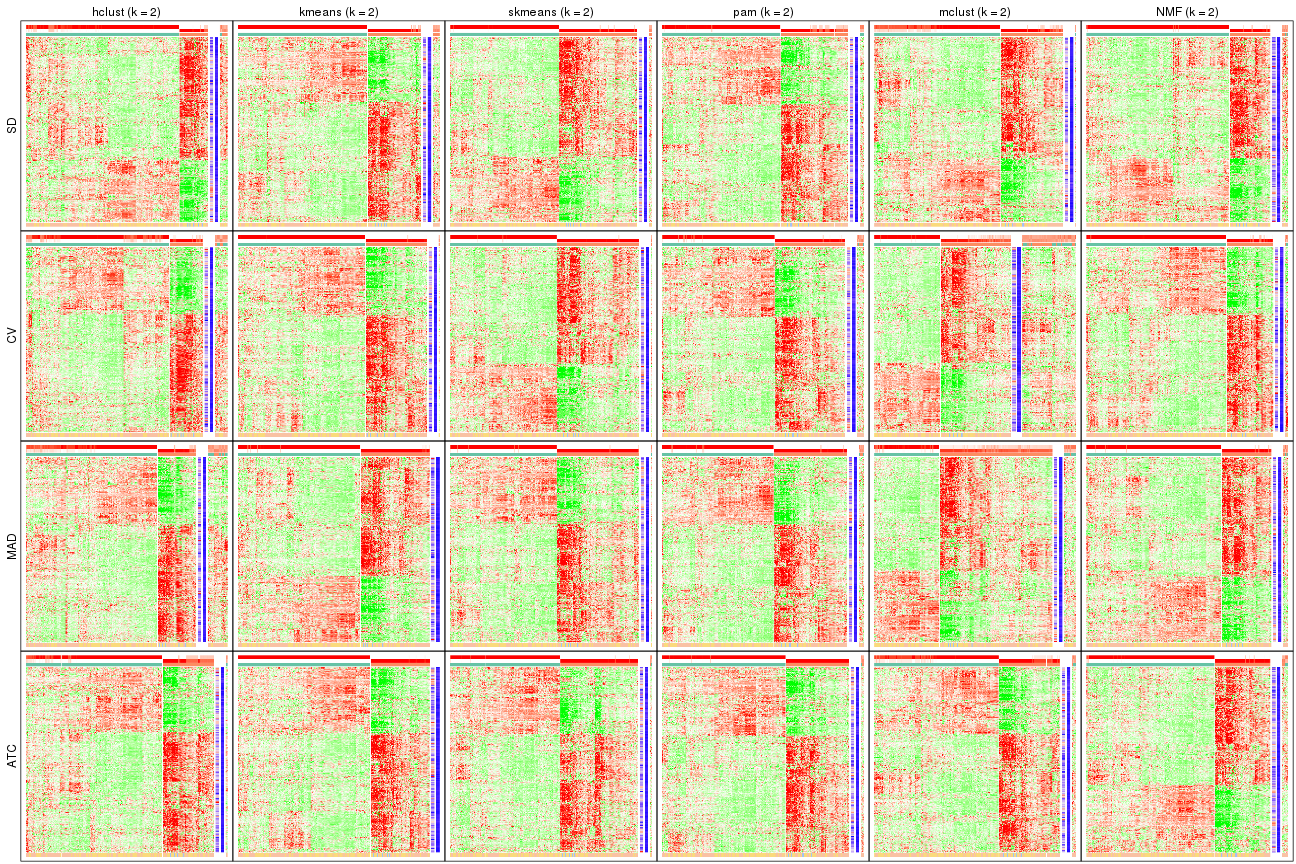 hclust (k = 2) kmeans (k = 2) skmeans (k = 2) pam (k = 2) mclust (k = 2) NMF (k = 2)
SD
CV
MAD
ATC